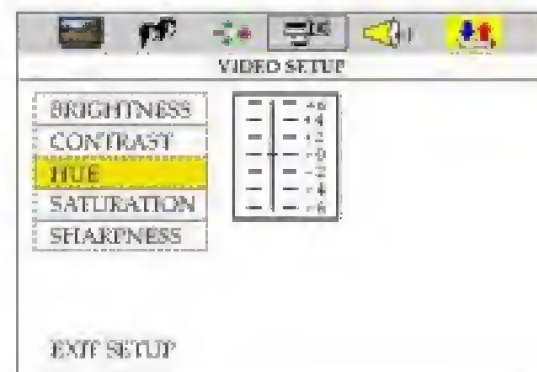 VIDEO SETUP
BRIGHTNESS
CONTRAST
HUE
SATURATION
SHARPNESS
+6
+4
+2
+0
-2
-4
-6
EXIT SETUP